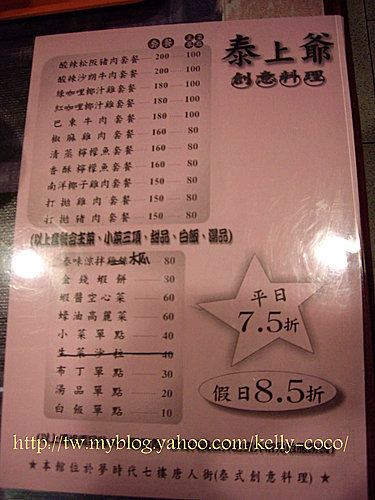 泰上爺
創意料理
套餐
酸辣松阪豬肉套餐 200 100
酸辣沙朗牛肉套餐 200 100
綠咖哩椰汁雞套餐 180 100
紅咖哩椰汁雞套餐 180 100
巴東牛肉套餐 160 100
椒麻雞肉套餐 160 80
清蒸檸檬魚套餐 160 80
香酥檸檬魚套餐 160 80
南洋椰子雞肉套餐 150 80
打拋雞肉套餐 150 80
打拋豬肉套餐 150 80
(以上套餐含主菜、小菜三項、甜品、白飯、湯品)
泰味涼拌木瓜 80
金錢蝦餅 30
蝦醬空心菜 60
蠔油高麗菜 60
小菜單點 40
生菜沙拉 40
布丁單點 30
湯品單點 20
白飯單點 10
平日
7.5折
假日8.5折
http://tw.myblog.yahoo.com/kelly-coco/
★本館位於夢時代七樓唐人街(泰式創意料理)★